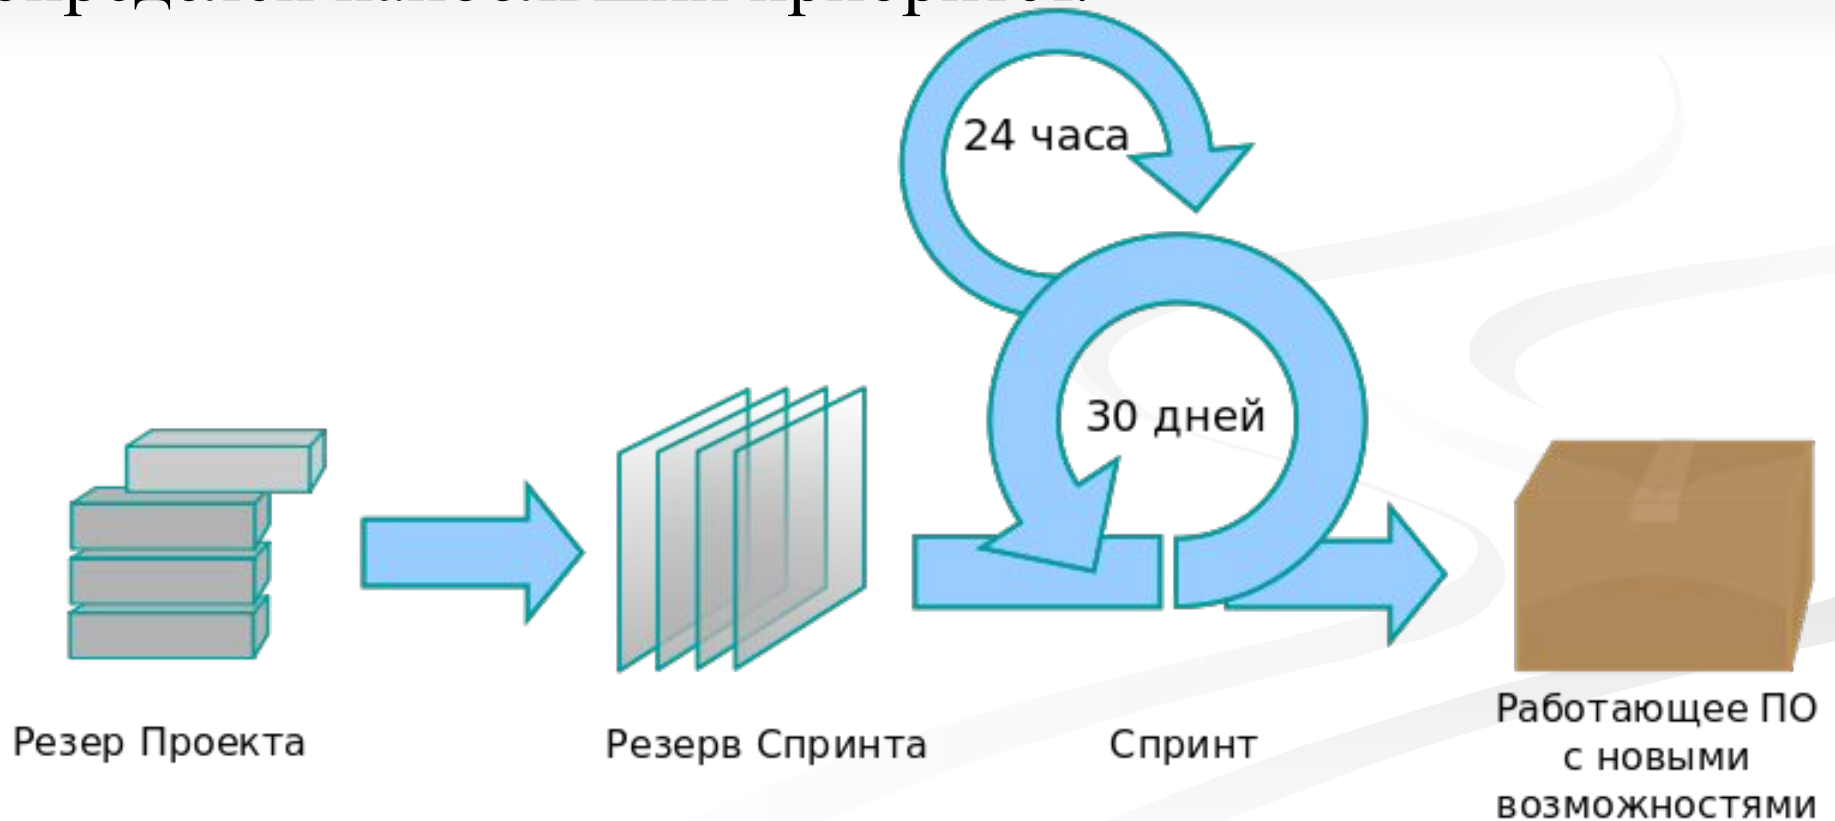 24 часа
30 дней
Резер Проекта
Резерв Спринта
Спринт
Работающее ПО
с новыми
возможностями